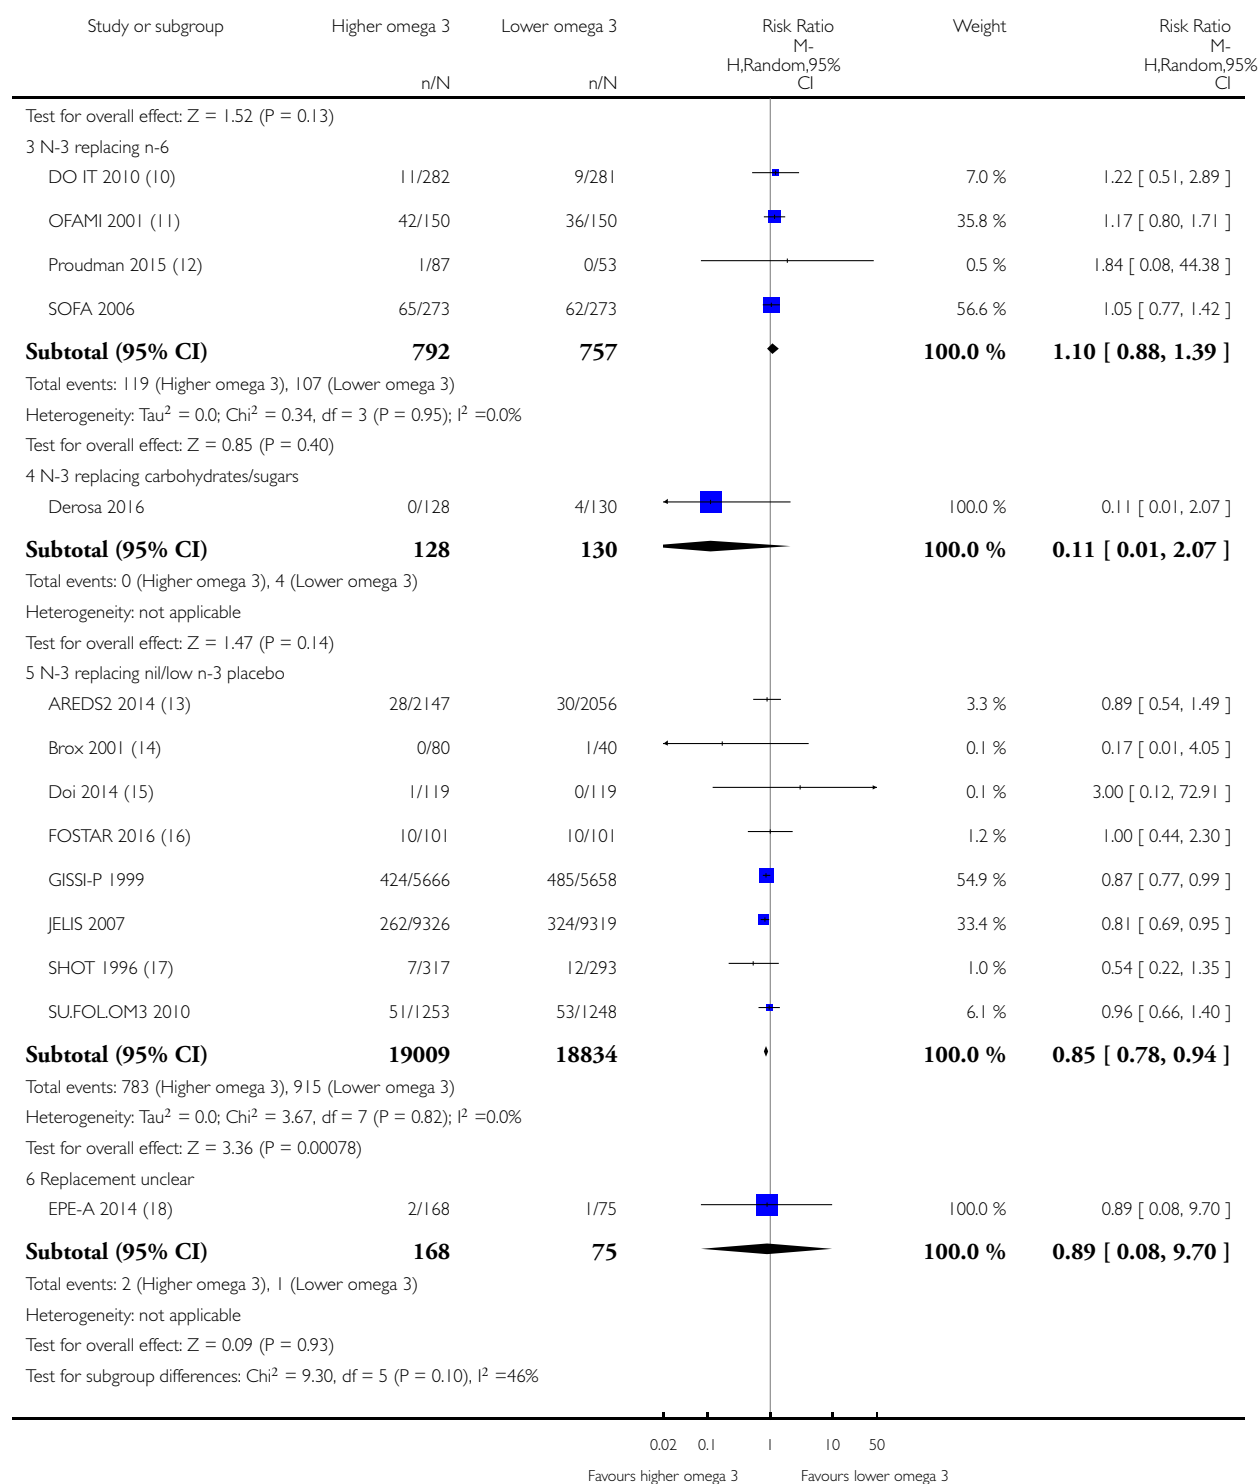 Study or subgroup Higher omega 3 Lower omega 3 Risk Ratio Weight Risk Ratio
M- M-
H,Random,95% H,Random,95%
n/N n/N CI CI
Test for overall effect: Z = 1.52 (P = 0.13)
3 N-3 replacing n-6
DO IT 2010 (10) 11/282 9/281 7.0 % 1.22 [ 0.51, 2.89 ]
OFAMI 2001 (11) 42/150 36/150 35.8 % 1.17 [ 0.80, 1.71 ]
Proudman 2015 (12) 1/87 0/53 0.5 % 1.84 [ 0.08, 44.38 ]
SOFA 2006 65/273 62/273 56.6 % 1.05 [ 0.77, 1.42 ]
Subtotal (95% CI) 792 757 100.0 % 1.10 [ 0.88, 1.39 ]
Total events: 119 (Higher omega 3), 107 (Lower omega 3)
Heterogeneity: Tau² = 0.0; Chi² = 0.34, df = 3 (P = 0.95); I² =0.0%
Test for overall effect: Z = 0.85 (P = 0.40)
4 N-3 replacing carbohydrates/sugars
Derosa 2016 0/128 4/130 100.0 % 0.11 [ 0.01, 2.07 ]
Subtotal (95% CI) 128 130 100.0 % 0.11 [ 0.01, 2.07 ]
Total events: 0 (Higher omega 3), 4 (Lower omega 3)
Heterogeneity: not applicable
Test for overall effect: Z = 1.47 (P = 0.14)
5 N-3 replacing nil/low n-3 placebo
AREDS2 2014 (13) 28/2147 30/2056 3.3 % 0.89 [ 0.54, 1.49 ]
Brox 2001 (14) 0/80 1/40 0.1 % 0.17 [ 0.01, 4.05 ]
Doi 2014 (15) 1/119 0/119 0.1 % 3.00 [ 0.12, 72.91 ]
FOSTAR 2016 (16) 10/101 10/101 1.2 % 1.00 [ 0.44, 2.30 ]
GISSI-P 1999 424/5666 485/5658 54.9 % 0.87 [ 0.77, 0.99 ]
JELIS 2007 262/9326 324/9319 33.4 % 0.81 [ 0.69, 0.95 ]
SHOT 1996 (17) 7/317 12/293 1.0 % 0.54 [ 0.22, 1.35 ]
SU.FOL.OM3 2010 51/1253 53/1248 6.1 % 0.96 [ 0.66, 1.40 ]
Subtotal (95% CI) 19009 18834 100.0 % 0.85 [ 0.78, 0.94 ]
Total events: 783 (Higher omega 3), 915 (Lower omega 3)
Heterogeneity: Tau² = 0.0; Chi² = 3.67, df = 7 (P = 0.82); I² =0.0%
Test for overall effect: Z = 3.36 (P = 0.00078)
6 Replacement unclear
EPE-A 2014 (18) 2/168 1/75 100.0 % 0.89 [ 0.08, 9.70 ]
Subtotal (95% CI) 168 75 100.0 % 0.89 [ 0.08, 9.70 ]
Total events: 2 (Higher omega 3), 1 (Lower omega 3)
Heterogeneity: not applicable
Test for overall effect: Z = 0.09 (P = 0.93)
Test for subgroup differences: Chi² = 9.30, df = 5 (P = 0.10), I² =46%
0.02 0.1 1 10 50
Favours higher omega 3 Favours lower omega 3